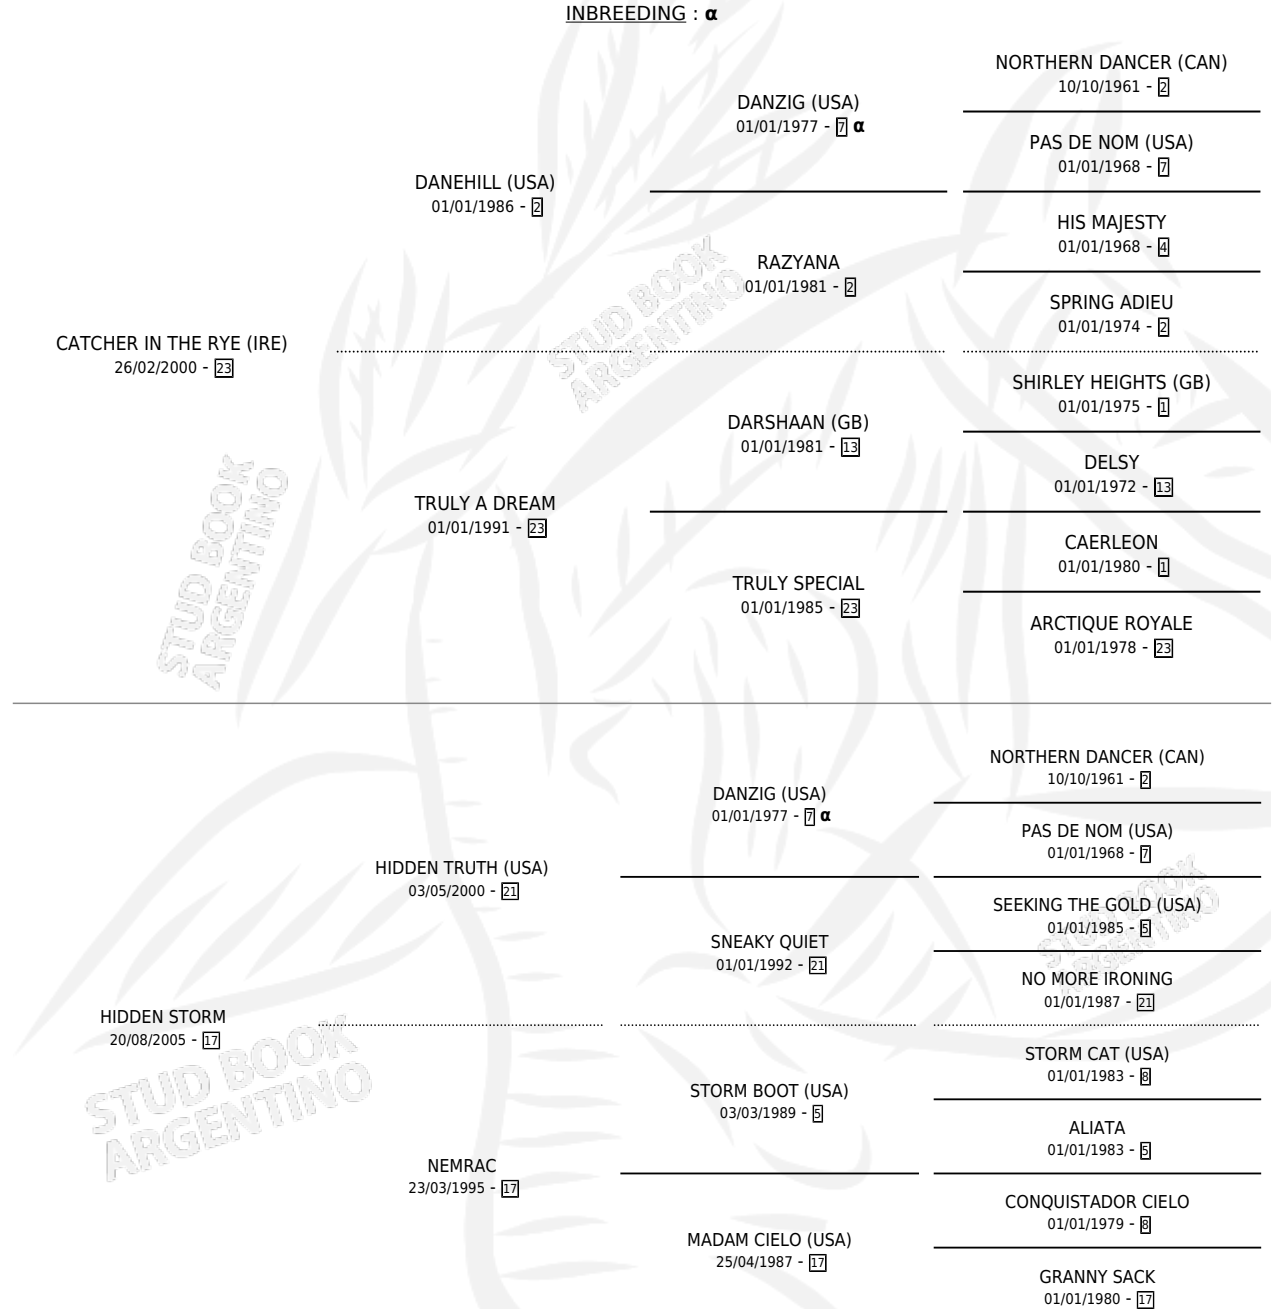 INBREEDING : α
NORTHERN DANCER (CAN)
10/10/1961 - 2
DANZIG (USA)
01/01/1977 - 7 α
PAS DE NOM (USA)
01/01/1968 - 7
DANEHILL (USA)
01/01/1986 - 2
HIS MAJESTY
01/01/1968 - 4
RAZYANA
01/01/1981 - 2
SPRING ADIEU
01/01/1974 - 2
CATCHER IN THE RYE (IRE)
26/02/2000 - 23
SHIRLEY HEIGHTS (GB)
01/01/1975 - 1
DARSHAAN (GB)
01/01/1981 - 13
DELSY
01/01/1972 - 13
TRULY A DREAM
01/01/1991 - 23
CAERLEON
01/01/1980 - 1
TRULY SPECIAL
01/01/1985 - 23
ARCTIQUE ROYALE
01/01/1978 - 23
NORTHERN DANCER (CAN)
10/10/1961 - 2
DANZIG (USA)
01/01/1977 - 7 α
PAS DE NOM (USA)
01/01/1968 - 7
HIDDEN TRUTH (USA)
03/05/2000 - 21
SEEKING THE GOLD (USA)
01/01/1985 - 5
SNEAKY QUIET
01/01/1992 - 21
NO MORE IRONING
01/01/1987 - 21
HIDDEN STORM
20/08/2005 - 17
STORM CAT (USA)
01/01/1983 - 8
STORM BOOT (USA)
03/03/1989 - 5
ALIATA
01/01/1983 - 5
NEMRAC
23/03/1995 - 17
CONQUISTADOR CIELO
01/01/1979 - 8
MADAM CIELO (USA)
25/04/1987 - 17
GRANNY SACK
01/01/1980 - 17
STUD BOOK
ARGENTINO
STUD BOOK
ARGENTINO
STUD BOOK
ARGENTINO
STUD BOOK
ARGENTINO